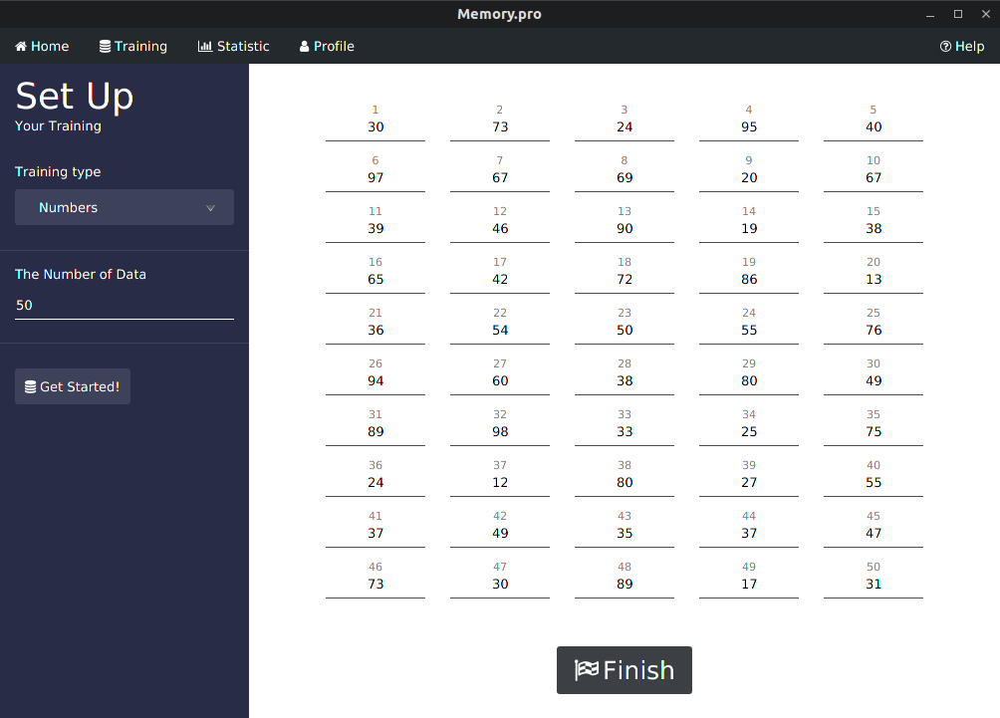 Memory.pro
Home Training Statistic Profile Help
Set Up
Your Training
Training type
Numbers
The Number of Data
50
Get Started!
1 2 3 4 5
30 73 24 95 40
6 7 8 9 10
97 67 69 20 67
11 12 13 14 15
39 46 90 19 38
16 17 18 19 20
65 42 72 86 13
21 22 23 24 25
36 54 50 55 76
26 27 28 29 30
94 60 38 80 49
31 32 33 34 35
89 98 33 25 75
36 37 38 39 40
24 12 80 27 55
41 42 43 44 45
37 49 35 37 47
46 47 48 49 50
73 30 89 17 31
Finish